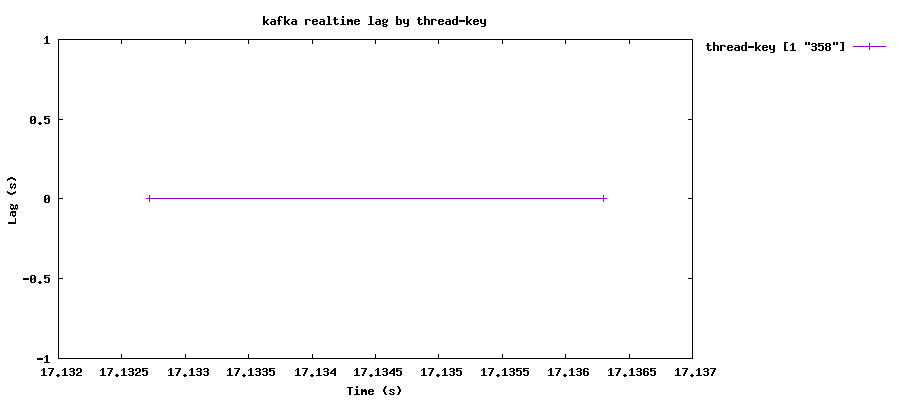 kafka realtime lag by thread-key
thread-key [1 "358"]
1
0.5
0
-0.5
-1
Lag (s)
17.132 17.1325 17.133 17.1335 17.134 17.1345 17.135 17.1355 17.136 17.1365 17.137
Time (s)